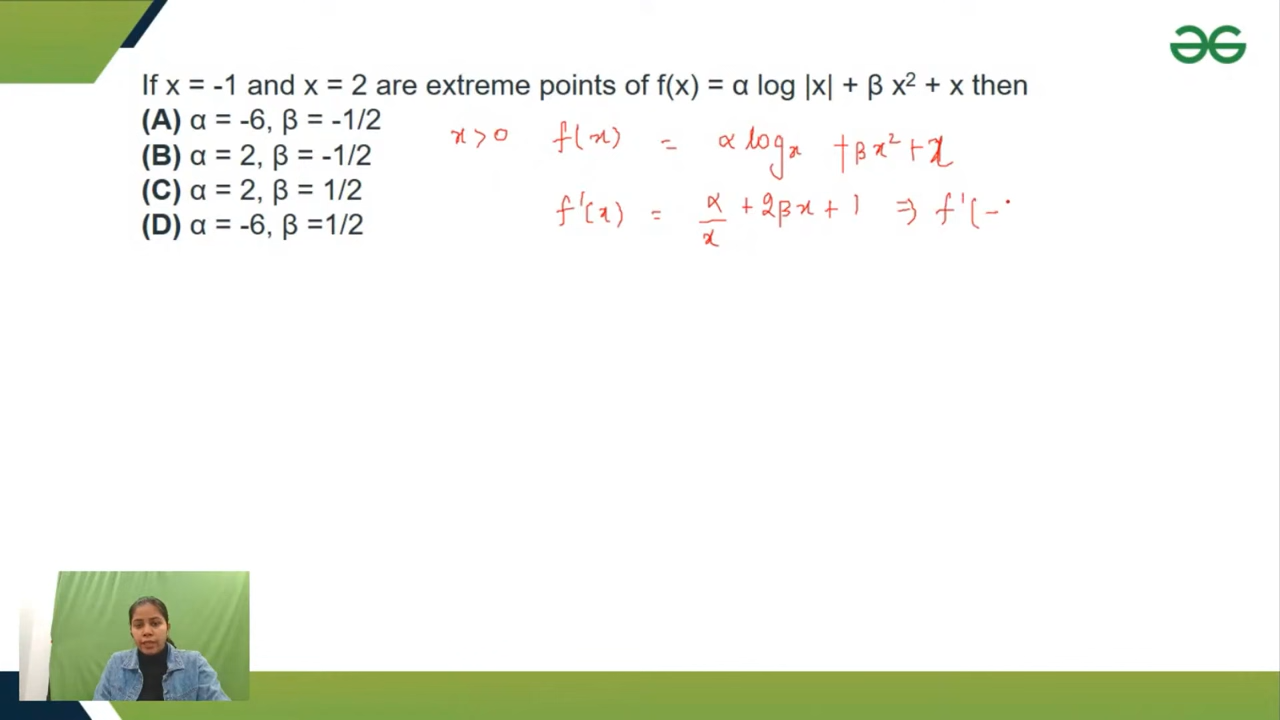 If x = -1 and x = 2 are extreme points of f(x) = α log |x| + β x² + x then
(A) α = -6, β = -1/2
(B) α = 2, β = -1/2
(C) α = 2, β = 1/2
(D) α = -6, β =1/2
x > 0 f(x) = α log x + βx² + x
f'(x) = α/x + 2βx + 1 ⇒ f'(-